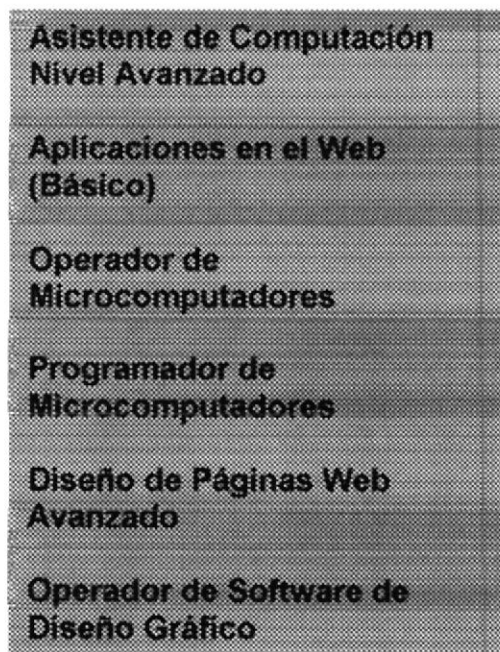 Asistente de Computación
Nivel Avanzado
Aplicaciones en el Web
(Básico)
Operador de
Microcomputadores
Programador de
Microcomputadores
Diseño de Páginas Web
Avanzado
Operador de Software de
Diseño Gráfico